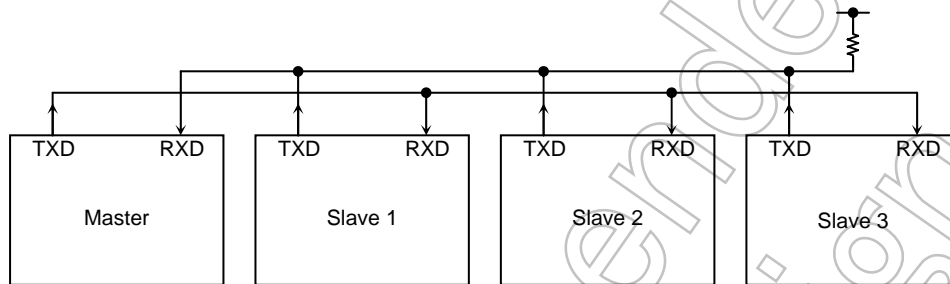 TXD RXD TXD RXD TXD RXD TXD RXD
Master Slave 1 Slave 2 Slave 3